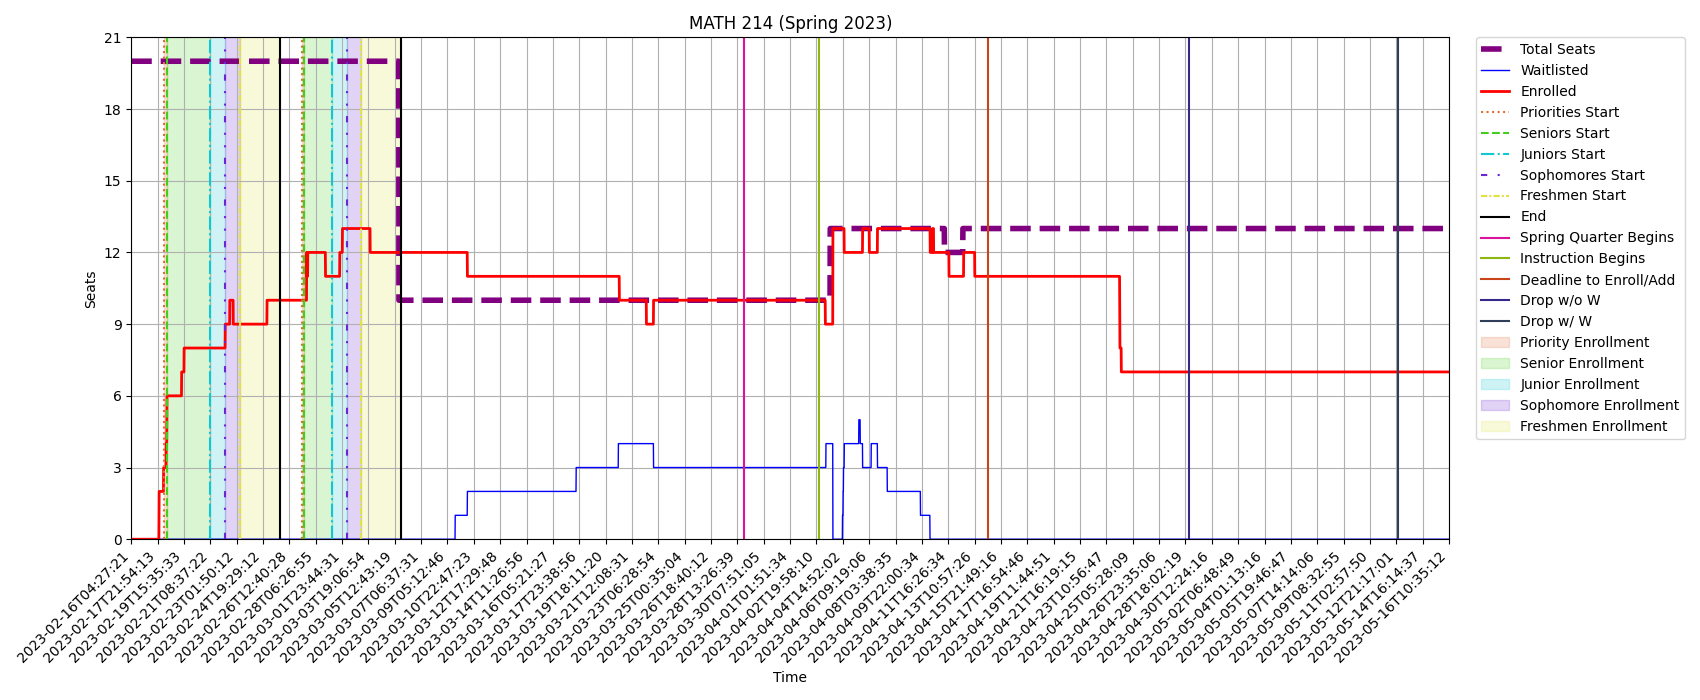 MATH 214 (Spring 2023)
21
18
15
12
9
6
3
0
Seats
2023-02-16T04:27:21
2023-02-17T21:54:13
2023-02-19T15:35:33
2023-02-21T08:37:22
2023-02-23T01:50:12
2023-02-24T19:29:12
2023-02-26T12:40:28
2023-02-28T06:26:55
2023-03-01T23:44:31
2023-03-03T19:06:54
2023-03-05T12:43:19
2023-03-07T06:37:31
2023-03-09T05:12:46
2023-03-10T22:47:23
2023-03-12T17:29:48
2023-03-14T11:26:56
2023-03-16T05:21:27
2023-03-17T23:38:56
2023-03-19T18:11:20
2023-03-21T12:08:31
2023-03-23T06:28:54
2023-03-25T00:35:04
2023-03-26T18:40:12
2023-03-28T13:26:39
2023-03-30T07:51:05
2023-04-01T01:51:34
2023-04-02T19:58:10
2023-04-04T14:52:02
2023-04-06T09:19:06
2023-04-08T03:38:35
2023-04-09T22:00:34
2023-04-11T16:26:34
2023-04-13T10:57:26
2023-04-15T21:49:16
2023-04-17T16:54:46
2023-04-19T11:44:51
2023-04-21T16:19:15
2023-04-23T10:56:47
2023-04-25T05:28:09
2023-04-26T23:35:06
2023-04-28T18:02:19
2023-04-30T12:24:16
2023-05-02T06:48:49
2023-05-04T01:13:16
2023-05-05T19:46:47
2023-05-07T14:14:06
2023-05-09T08:32:55
2023-05-11T02:57:50
2023-05-12T21:17:01
2023-05-14T16:14:37
2023-05-16T10:35:12
Time
Total Seats
Waitlisted
Enrolled
Priorities Start
Seniors Start
Juniors Start
Sophomores Start
Freshmen Start
End
Spring Quarter Begins
Instruction Begins
Deadline to Enroll/Add
Drop w/o W
Drop w/ W
Priority Enrollment
Senior Enrollment
Junior Enrollment
Sophomore Enrollment
Freshmen Enrollment